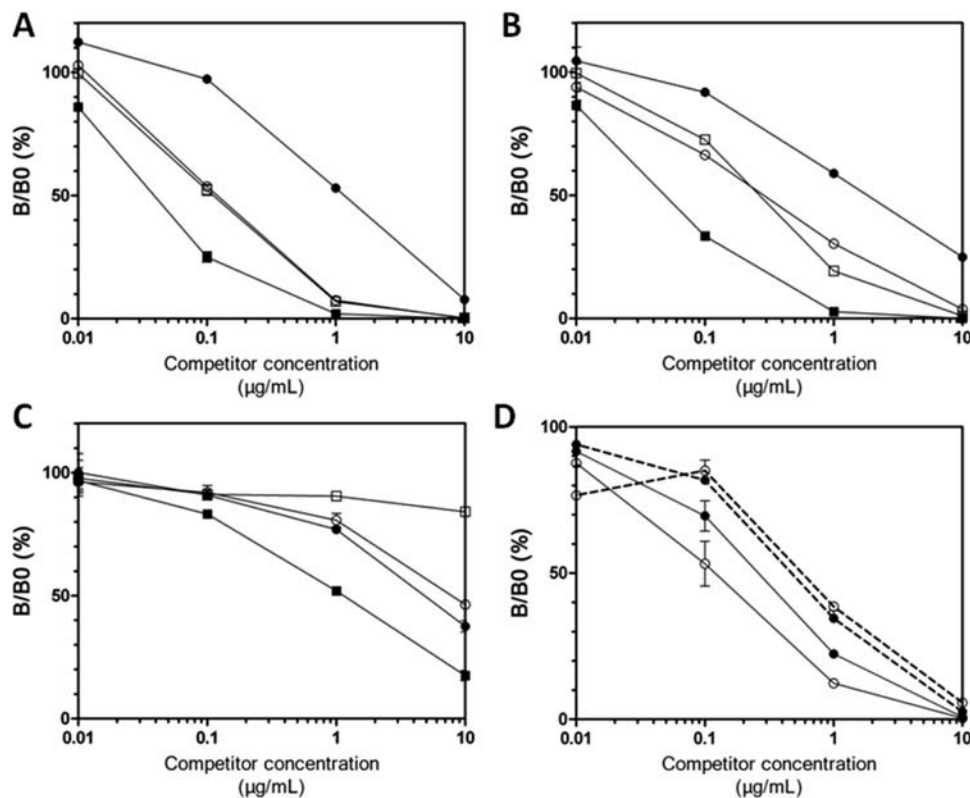 A
B/B0 (%)
100
50
0
0.01
0.1
1
10
Competitor concentration
(µg/mL)
B
B/B0 (%)
100
50
0
0.01
0.1
1
10
Competitor concentration
(µg/mL)
C
B/B0 (%)
100
50
0
0.01
0.1
1
10
Competitor concentration
(µg/mL)
D
B/B0 (%)
100
50
0
0.01
0.1
1
10
Competitor concentration
(µg/mL)